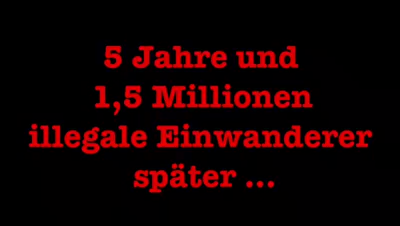 5 Jahre und
1,5 Millionen
illegale Einwanderer
später ...